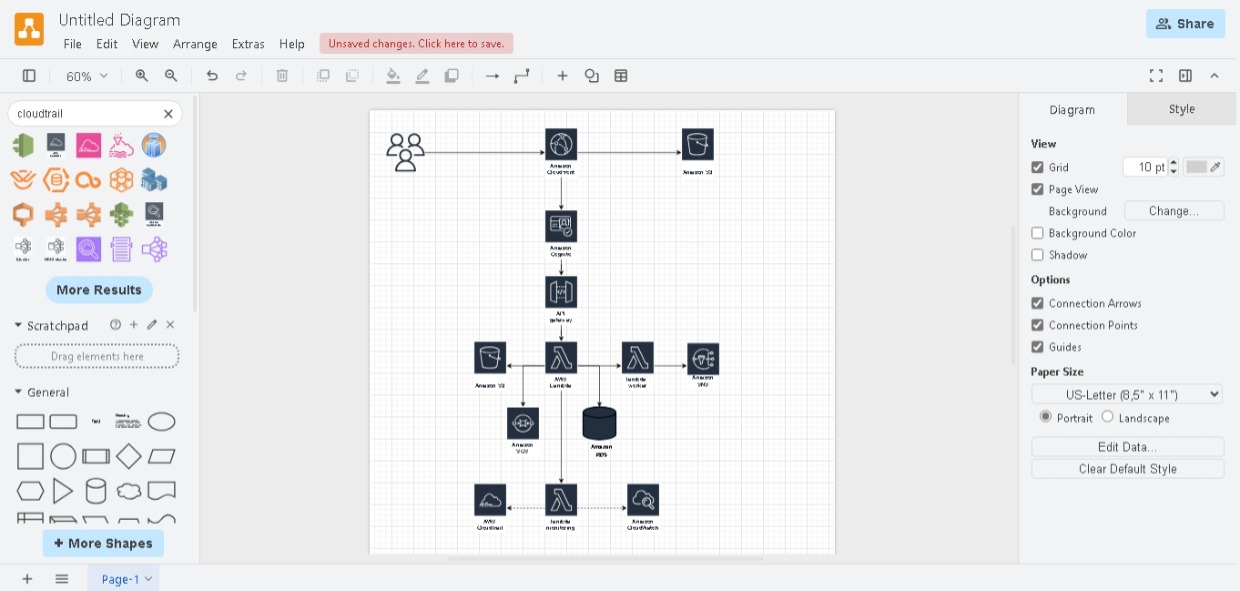 Untitled Diagram
Share
File Edit View Arrange Extras Help
Unsaved changes. Click here to save.
60%
cloudtrail
Diagram
Style
View
Grid
10 pt
Page View
Background
Change...
Background Color
Shadow
Options
Connection Arrows
Connection Points
Guides
Paper Size
US-Letter (8,5" x 11")
Portrait
Landscape
Edit Data...
Clear Default Style
More Results
Scratchpad
Drag elements here
General
+ More Shapes
Page-1
Amazon
Amazon S3
Amazon
Cognito
API
gateway
Amazon S3
AWS
Lambda
lambda
worker
Amazon
SNS
Amazon
Amazon
RDS
AWS
CloudTrail
lambda
monitoring
Amazon
CloudWatch